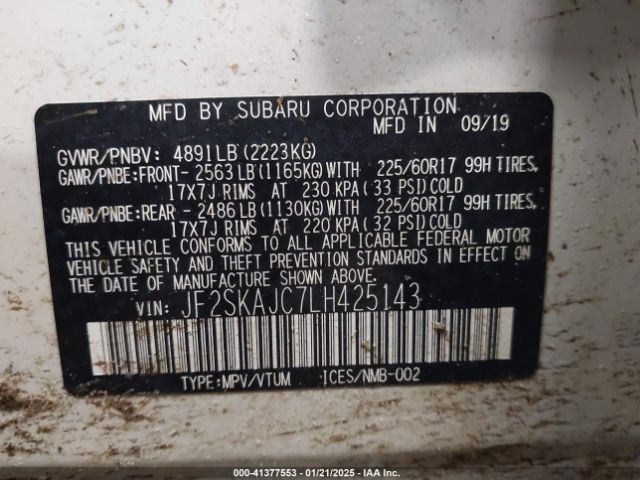 MFD BY SUBARU CORPORATION
MFD IN 09/19
GVWR/PNBV: 4891LB (2223KG)
GAWR/PNBE:FRONT- 2563LB (1165KG) WITH 225/60R17 99H TIRES,
17X7J RIMS AT 230 KPA (33 PSI) COLD
GAWR/PNBE:REAR - 2486LB (1130KG) WITH 225/60R17 99H TIRES,
17X7J RIMS AT 220 KPA (32 PSI) COLD
THIS VEHICLE CONFORMS TO ALL APPLICABLE FEDERAL MOTOR
VEHICLE SAFETY AND THEFT PREVENTION STANDARDS IN EFFECT ON
THE DATE OF MANUFACTURE SHOWN ABOVE.
VIN: JF2SKAJC7LH425143
TYPE:MPV/VTUM ICES/NMB-002
000-41377553 - 01/21/2025 - IAA Inc.